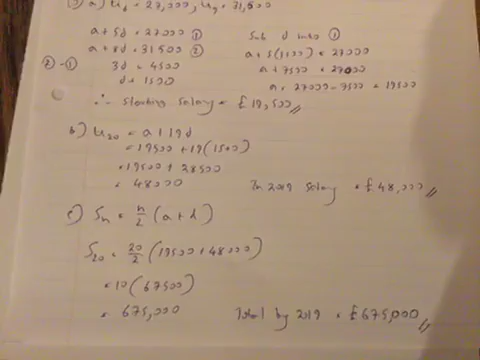 a) U6 = 27,000, U9 = 31,500
a + 5d = 27000 ①
Sub d into ①
a + 8d = 31500 ②
a + 5(1500) = 27000
② - ① 3d = 4500
a + 7500 = 27000
d = 1500
a = 27000 - 7500 = 19500
∴ Starting salary = £19,500
b) U20 = a + 19d
= 19500 + 19(1500)
= 19500 + 28500
= 48000
In 2019 salary = £48,000
c) Sn = n/2 (a + l)
S20 = 20/2 (19500 + 48000)
= 10(67500)
= 675,000
Total by 2019 = £675,000